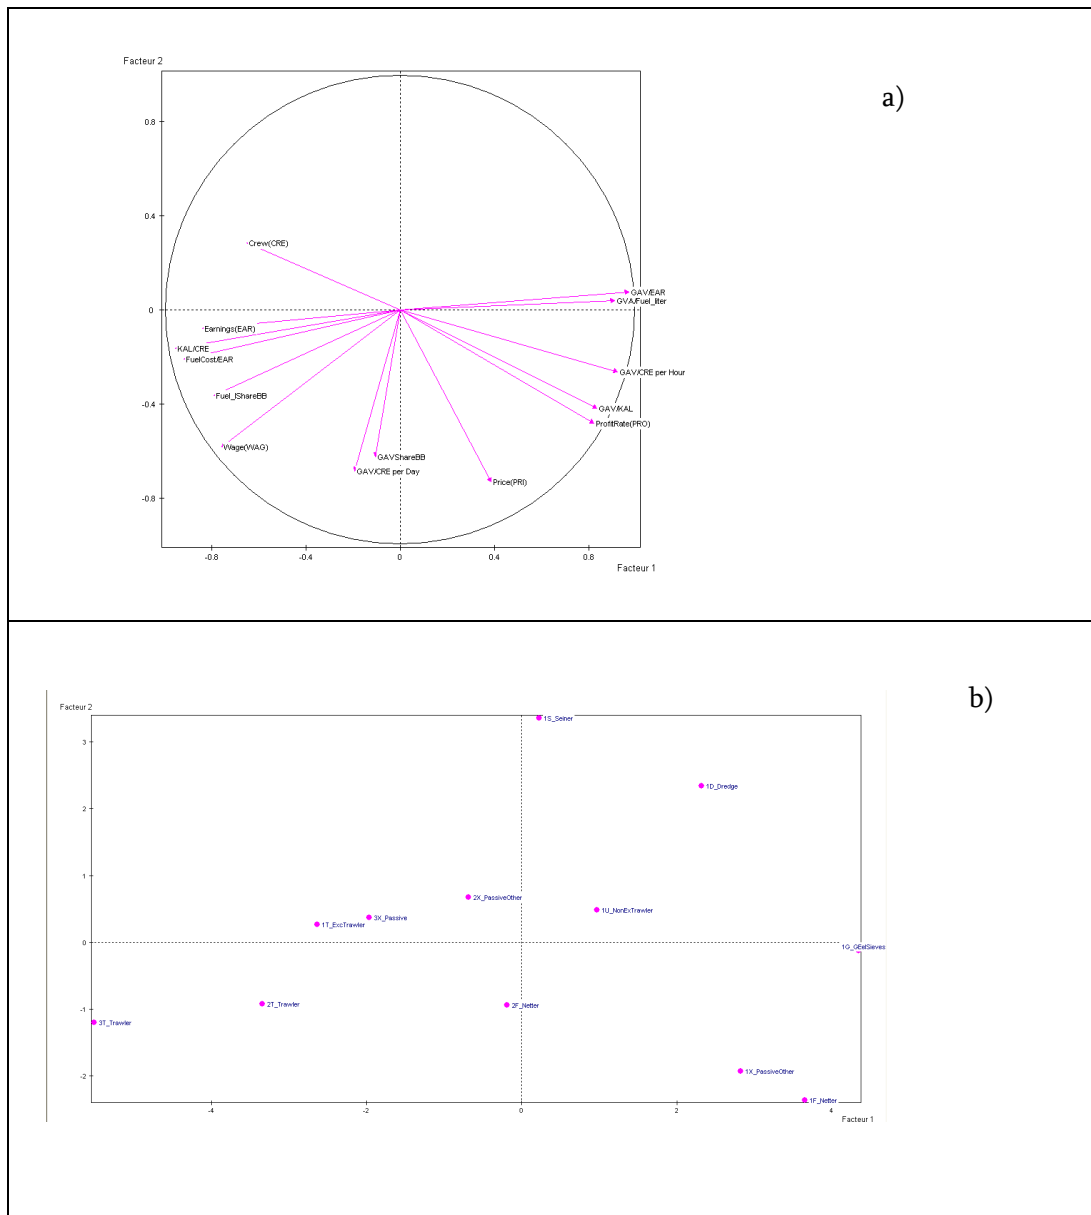 Facteur 2
a)
0.8
0.4
Crew(CRE)
GAV/EAR
0
GVA/Fuel_liter
Earnings(EAR)
KAL/CRE
FuelCost/EAR
GAV/CRE per Hour
Fuel_lShareBB
-0.4
GAV/KAL
ProfitRate(PRO)
Wage(WAG)
GAVShareBB
GAV/CRE per Day
Price(PRI)
-0.8
-0.8 -0.4 0 0.4 0.8
Facteur 1
b)
Facteur 2
1S_Seiner
3
1D_Dredge
2
1
2X_PassiveOther
1U_NonExTrawler
3X_Passive
1T_ExcTrawler
0
1G_GEelSieves
2T_Trawler
2F_Netter
-1
3T_Trawler
1X_PassiveOther
-2
1F_Netter
-4 -2 0 2 4
Facteur 1